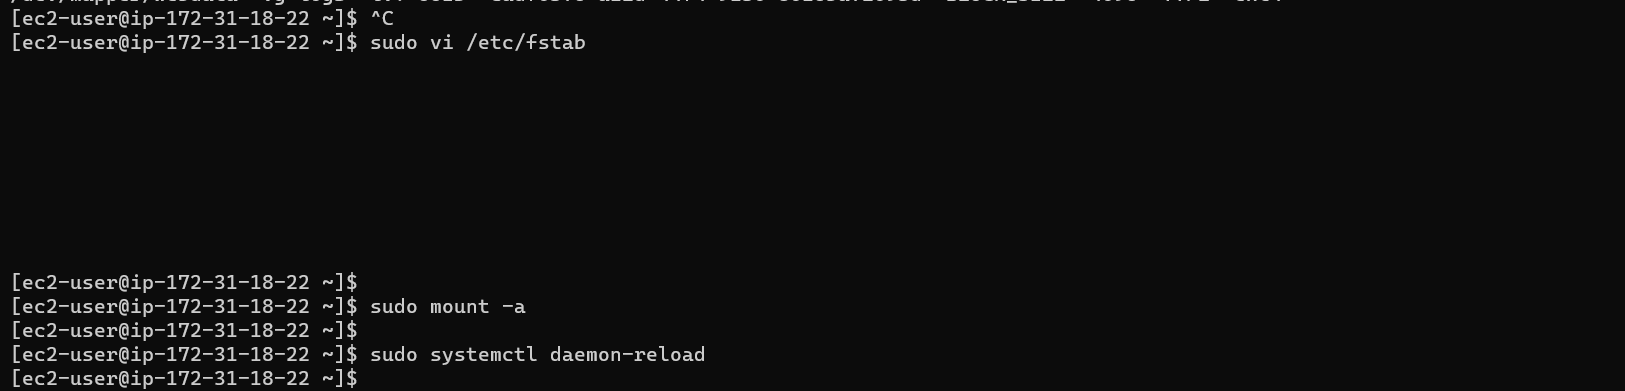 [ec2-user@ip-172-31-18-22 ~]$ ^C
[ec2-user@ip-172-31-18-22 ~]$ sudo vi /etc/fstab
[ec2-user@ip-172-31-18-22 ~]$
[ec2-user@ip-172-31-18-22 ~]$ sudo mount -a
[ec2-user@ip-172-31-18-22 ~]$
[ec2-user@ip-172-31-18-22 ~]$ sudo systemctl daemon-reload
[ec2-user@ip-172-31-18-22 ~]$